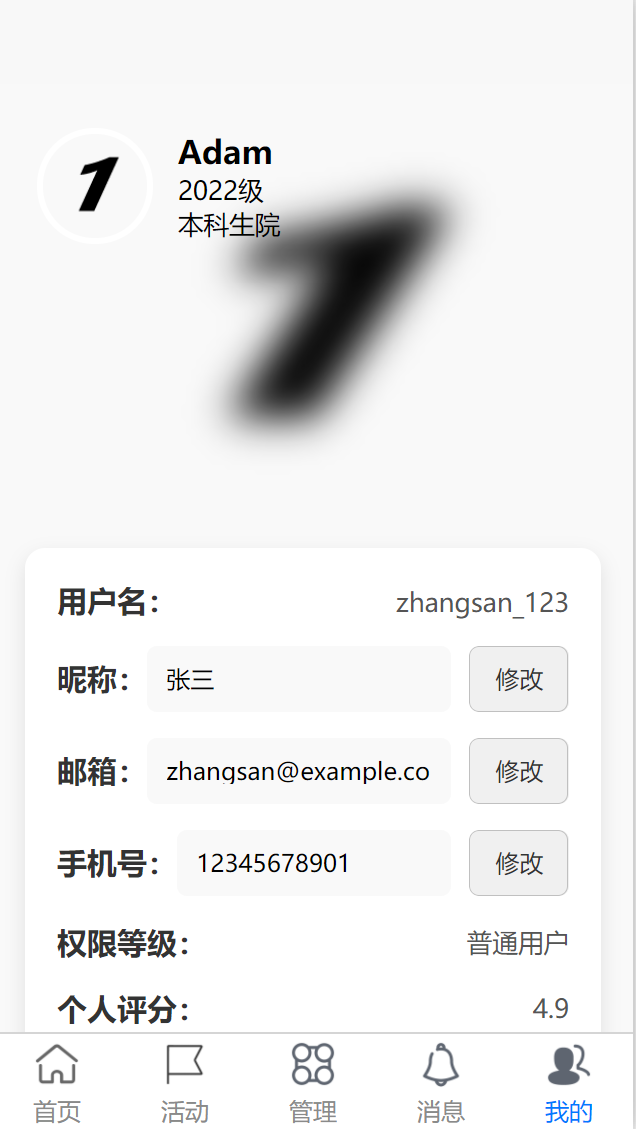 1
Adam
2022级
本科生院
1
用户名：
zhangsan_123
昵称：
张三
修改
邮箱：
zhangsan@example.co
修改
手机号：
12345678901
修改
权限等级：
普通用户
个人评分：
4.9
首页
活动
管理
消息
我的